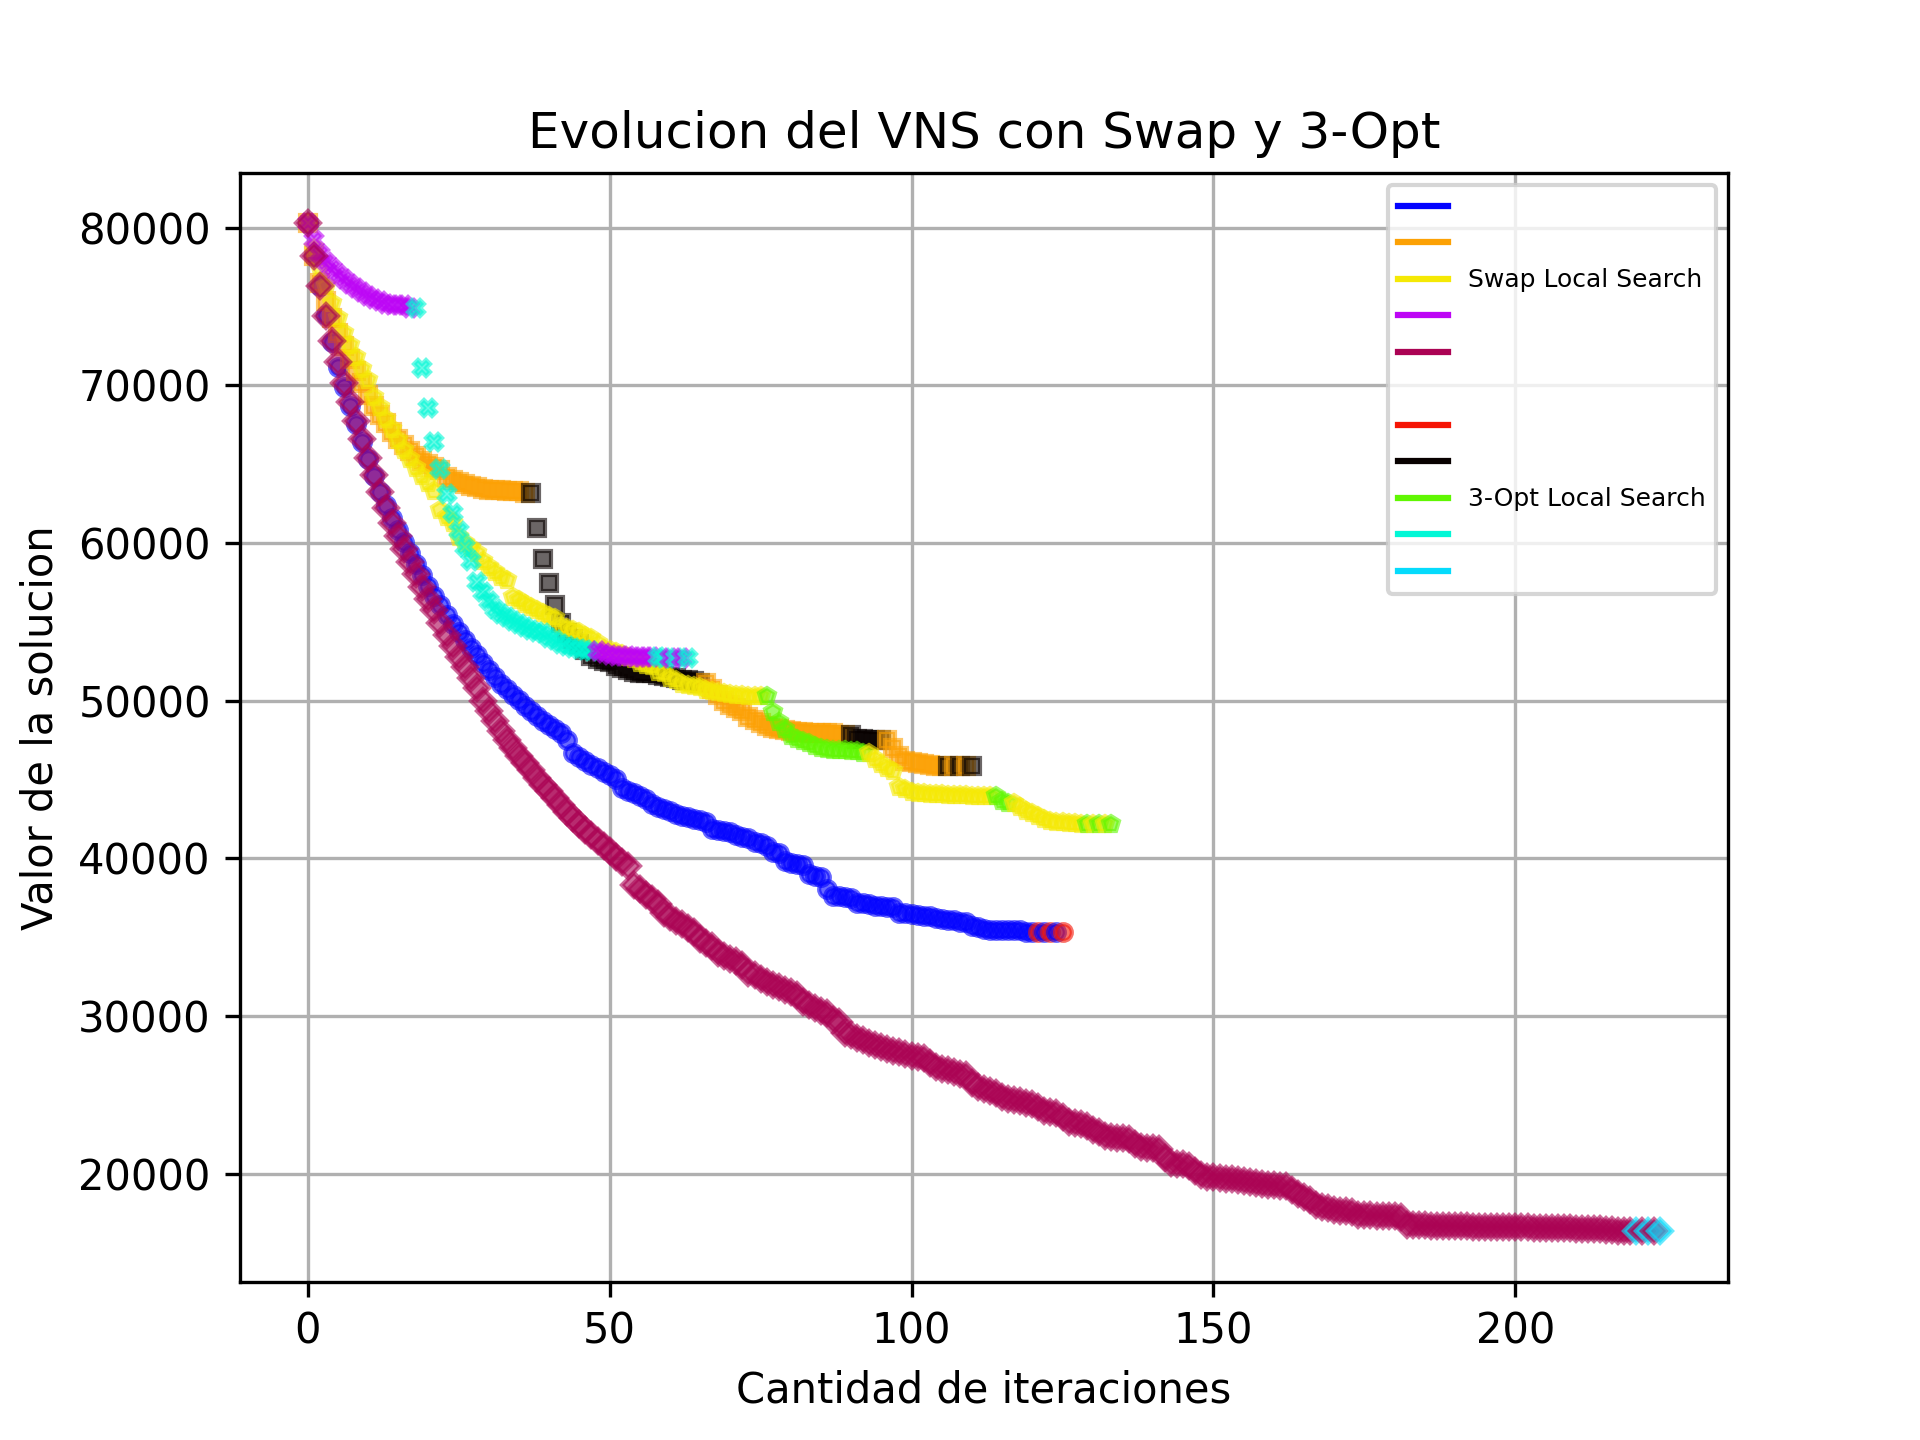 Evolucion del VNS con Swap y 3-Opt
Valor de la solucion
80000
70000
60000
50000
40000
30000
20000
Swap Local Search
3-Opt Local Search
0 50 100 150 200
Cantidad de iteraciones